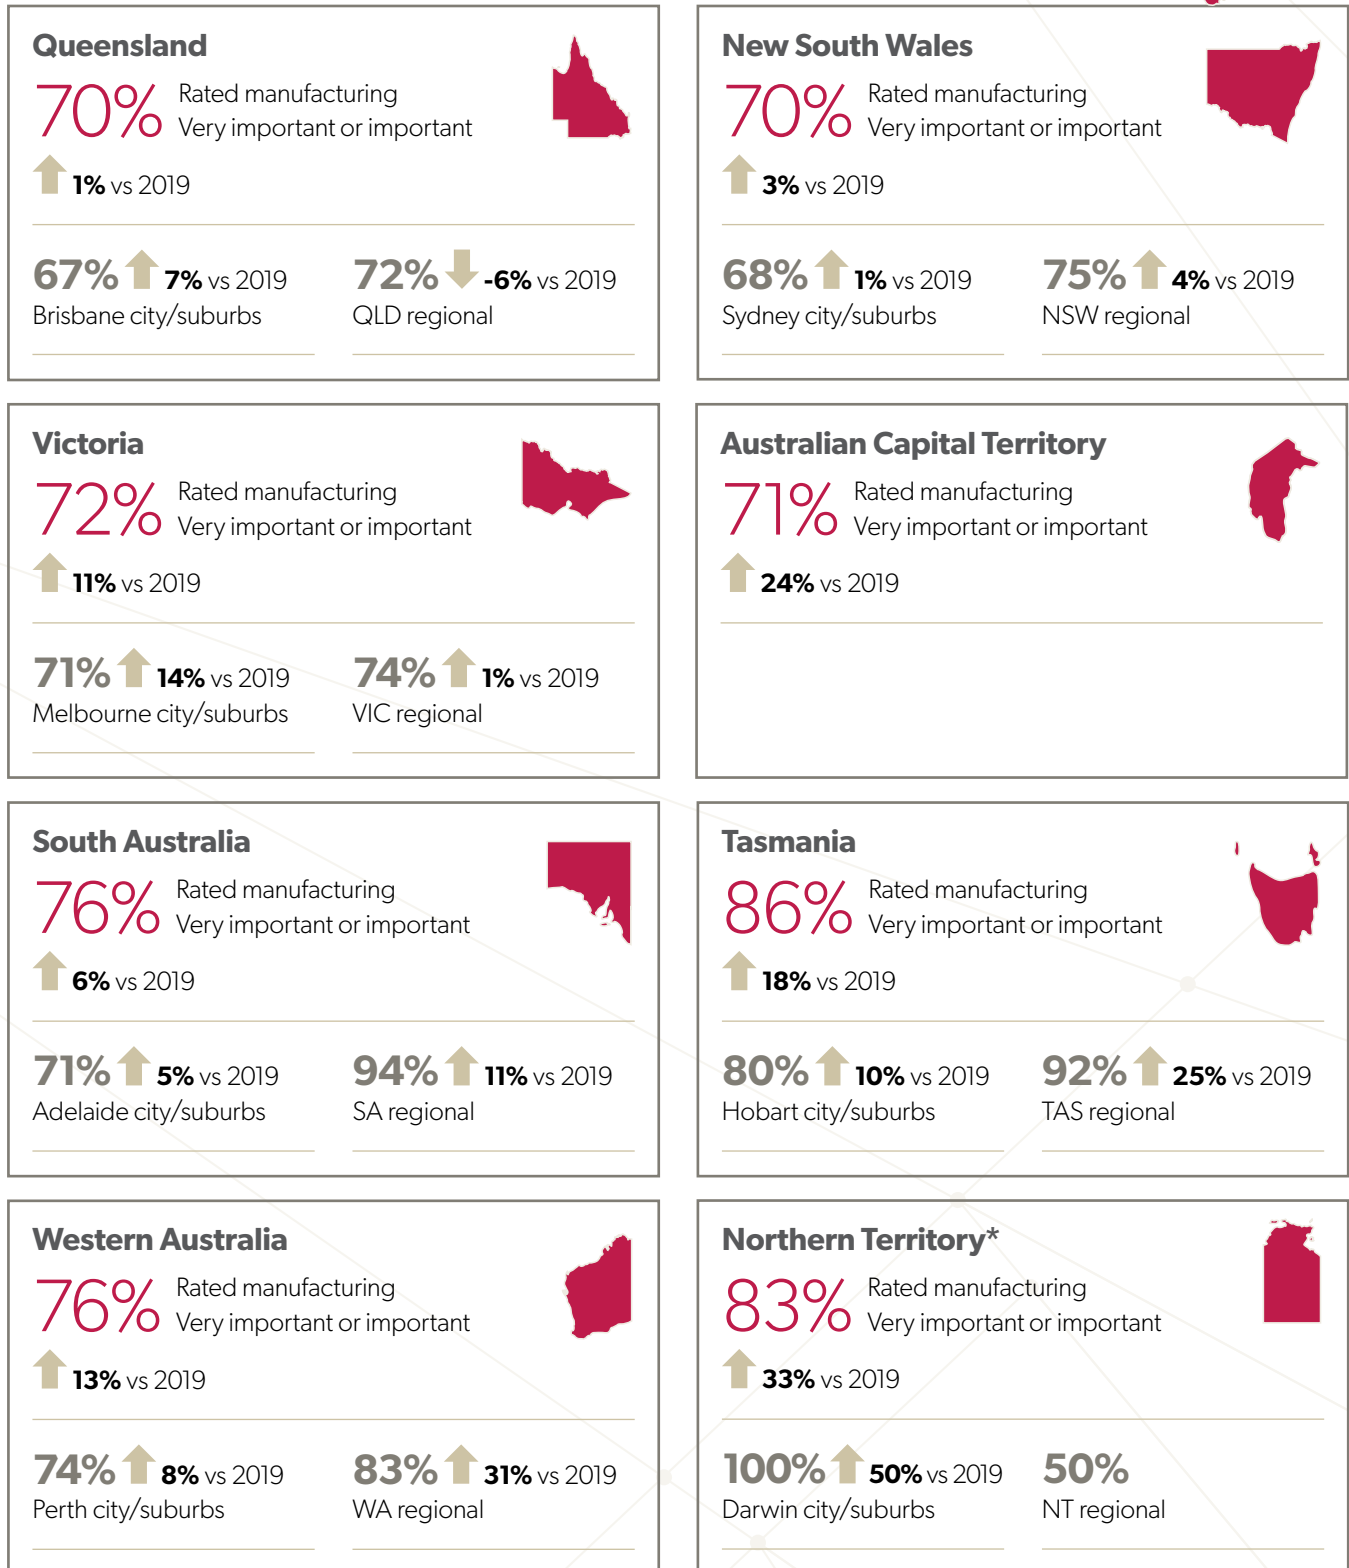 Queensland
70%
Rated manufacturing
Very important or important
1% vs 2019
67% 7% vs 2019
Brisbane city/suburbs
72% -6% vs 2019
QLD regional
New South Wales
70%
Rated manufacturing
Very important or important
3% vs 2019
68% 1% vs 2019
Sydney city/suburbs
75% 4% vs 2019
NSW regional
Victoria
72%
Rated manufacturing
Very important or important
11% vs 2019
71% 14% vs 2019
Melbourne city/suburbs
74% 1% vs 2019
VIC regional
Australian Capital Territory
71%
Rated manufacturing
Very important or important
24% vs 2019
South Australia
76%
Rated manufacturing
Very important or important
6% vs 2019
71% 5% vs 2019
Adelaide city/suburbs
94% 11% vs 2019
SA regional
Tasmania
86%
Rated manufacturing
Very important or important
18% vs 2019
80% 10% vs 2019
Hobart city/suburbs
92% 25% vs 2019
TAS regional
Western Australia
76%
Rated manufacturing
Very important or important
13% vs 2019
74% 8% vs 2019
Perth city/suburbs
83% 31% vs 2019
WA regional
Northern Territory*
83%
Rated manufacturing
Very important or important
33% vs 2019
100% 50% vs 2019
Darwin city/suburbs
50%
NT regional